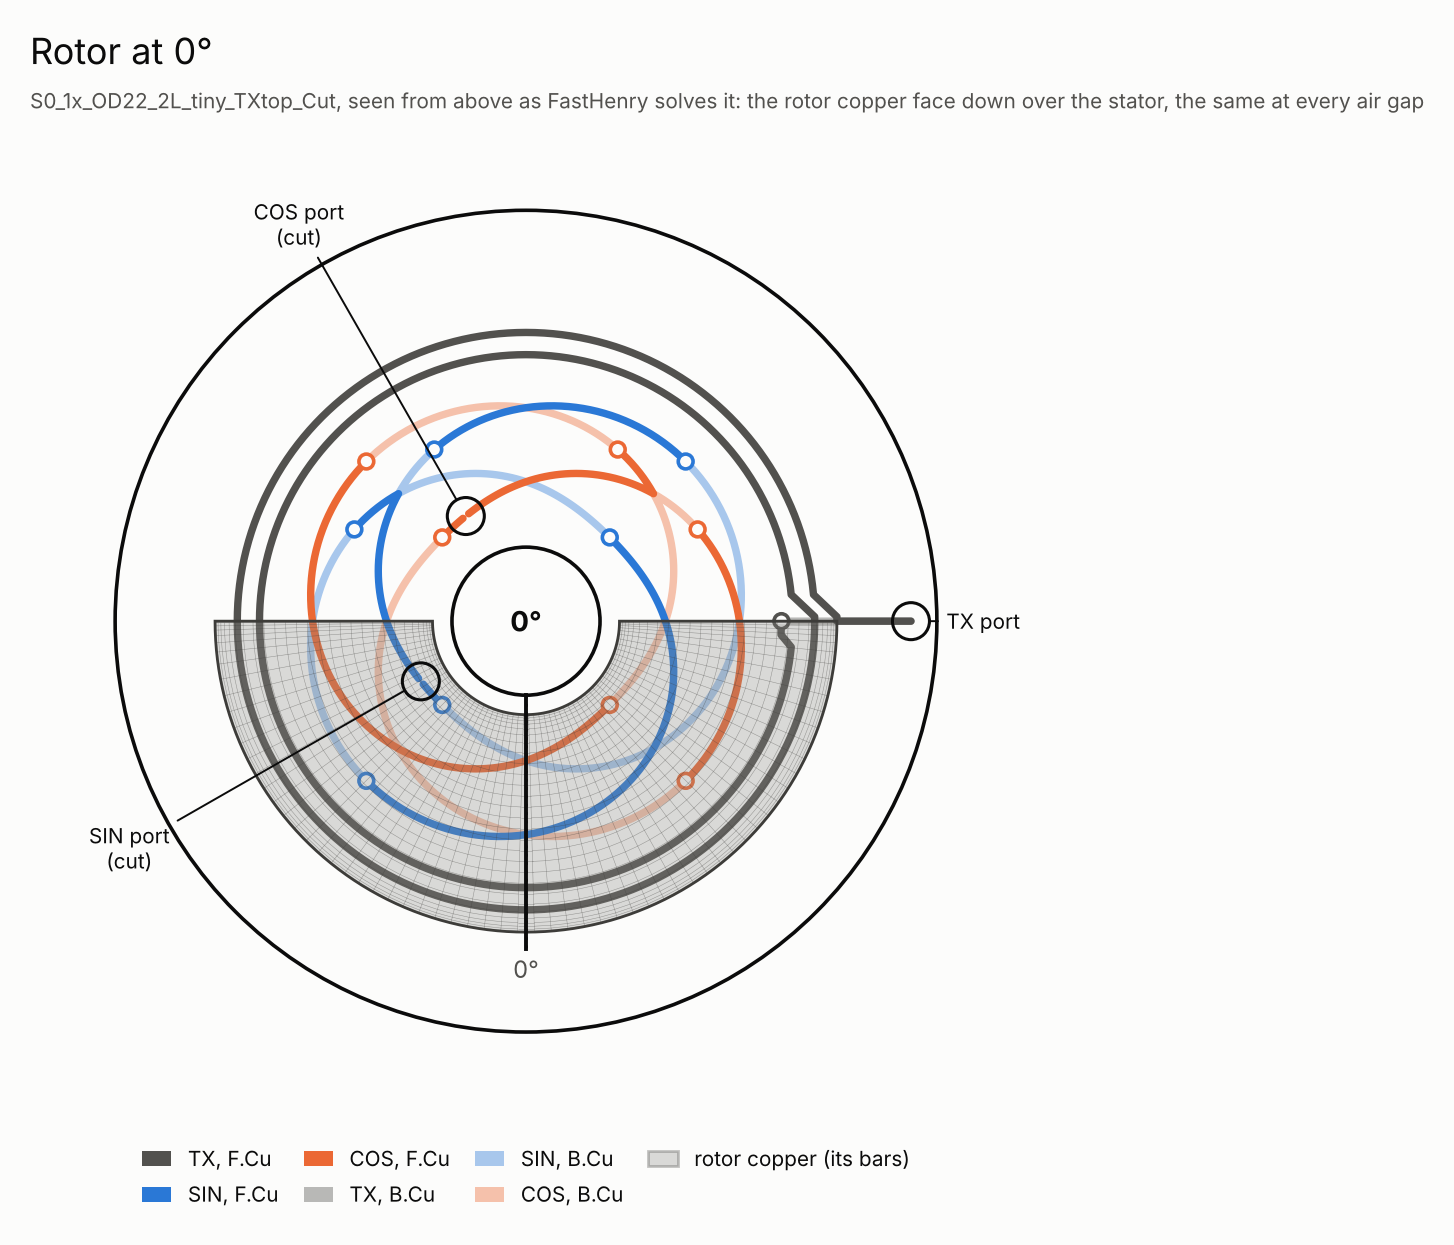 Rotor at 0°
S0_1x_OD22_2L_tiny_TXtop_Cut, seen from above as FastHenry solves it: the rotor copper face down over the stator, the same at every air gap
COS port
(cut)
0°
TX port
SIN port
(cut)
0°
TX, F.Cu
COS, F.Cu
SIN, B.Cu
rotor copper (its bars)
SIN, F.Cu
TX, B.Cu
COS, B.Cu